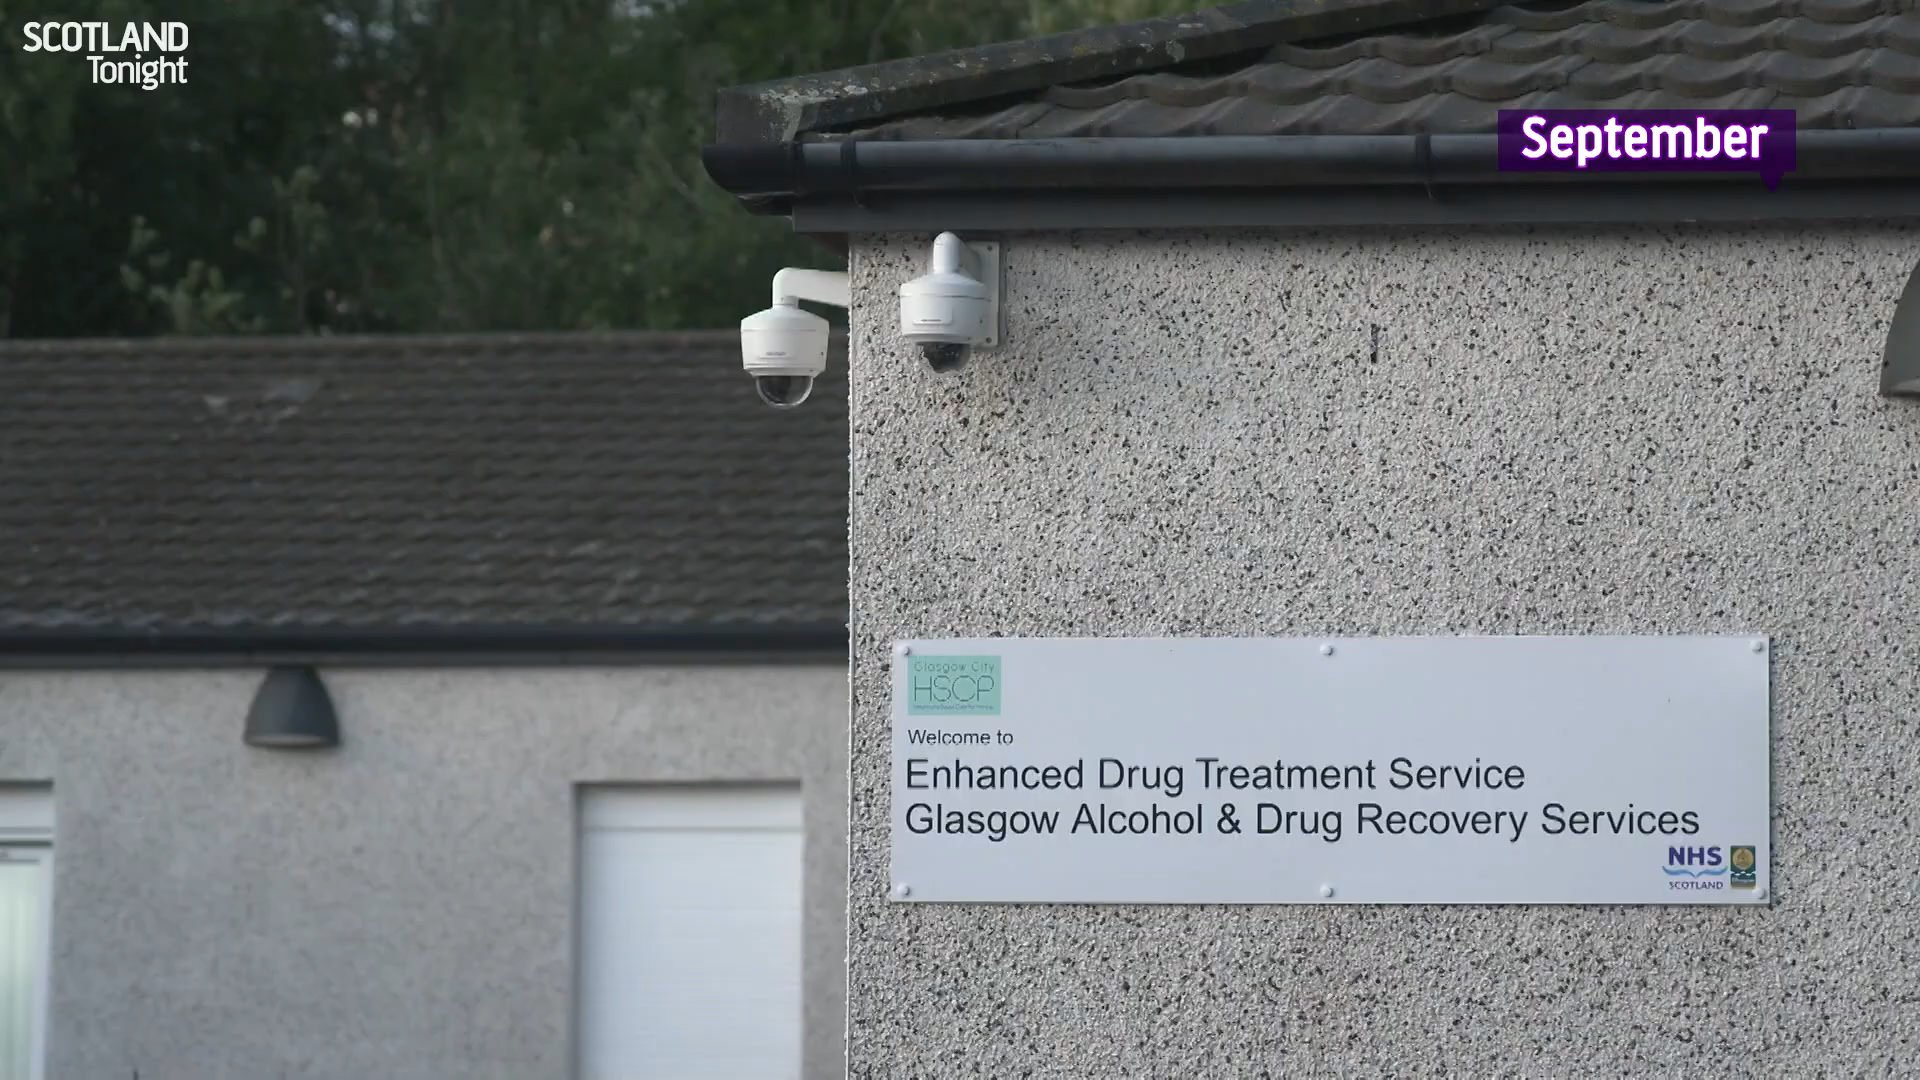 SCOTLAND
Tonight
September
Glasgow City
HSCP
Welcome to
Enhanced Drug Treatment Service
Glasgow Alcohol & Drug Recovery Services
NHS
SCOTLAND